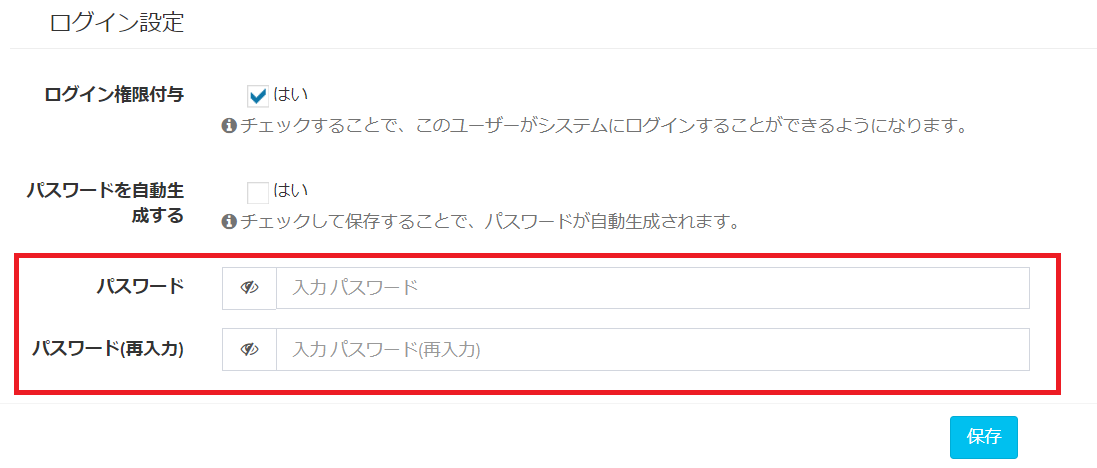 ログイン設定
ログイン権限付与
はい
チェックすることで、このユーザーがシステムにログインすることができるようになります。
パスワードを自動生
成する
はい
チェックして保存することで、パスワードが自動生成されます。
パスワード
入力 パスワード
パスワード(再入力)
入力 パスワード(再入力)
保存